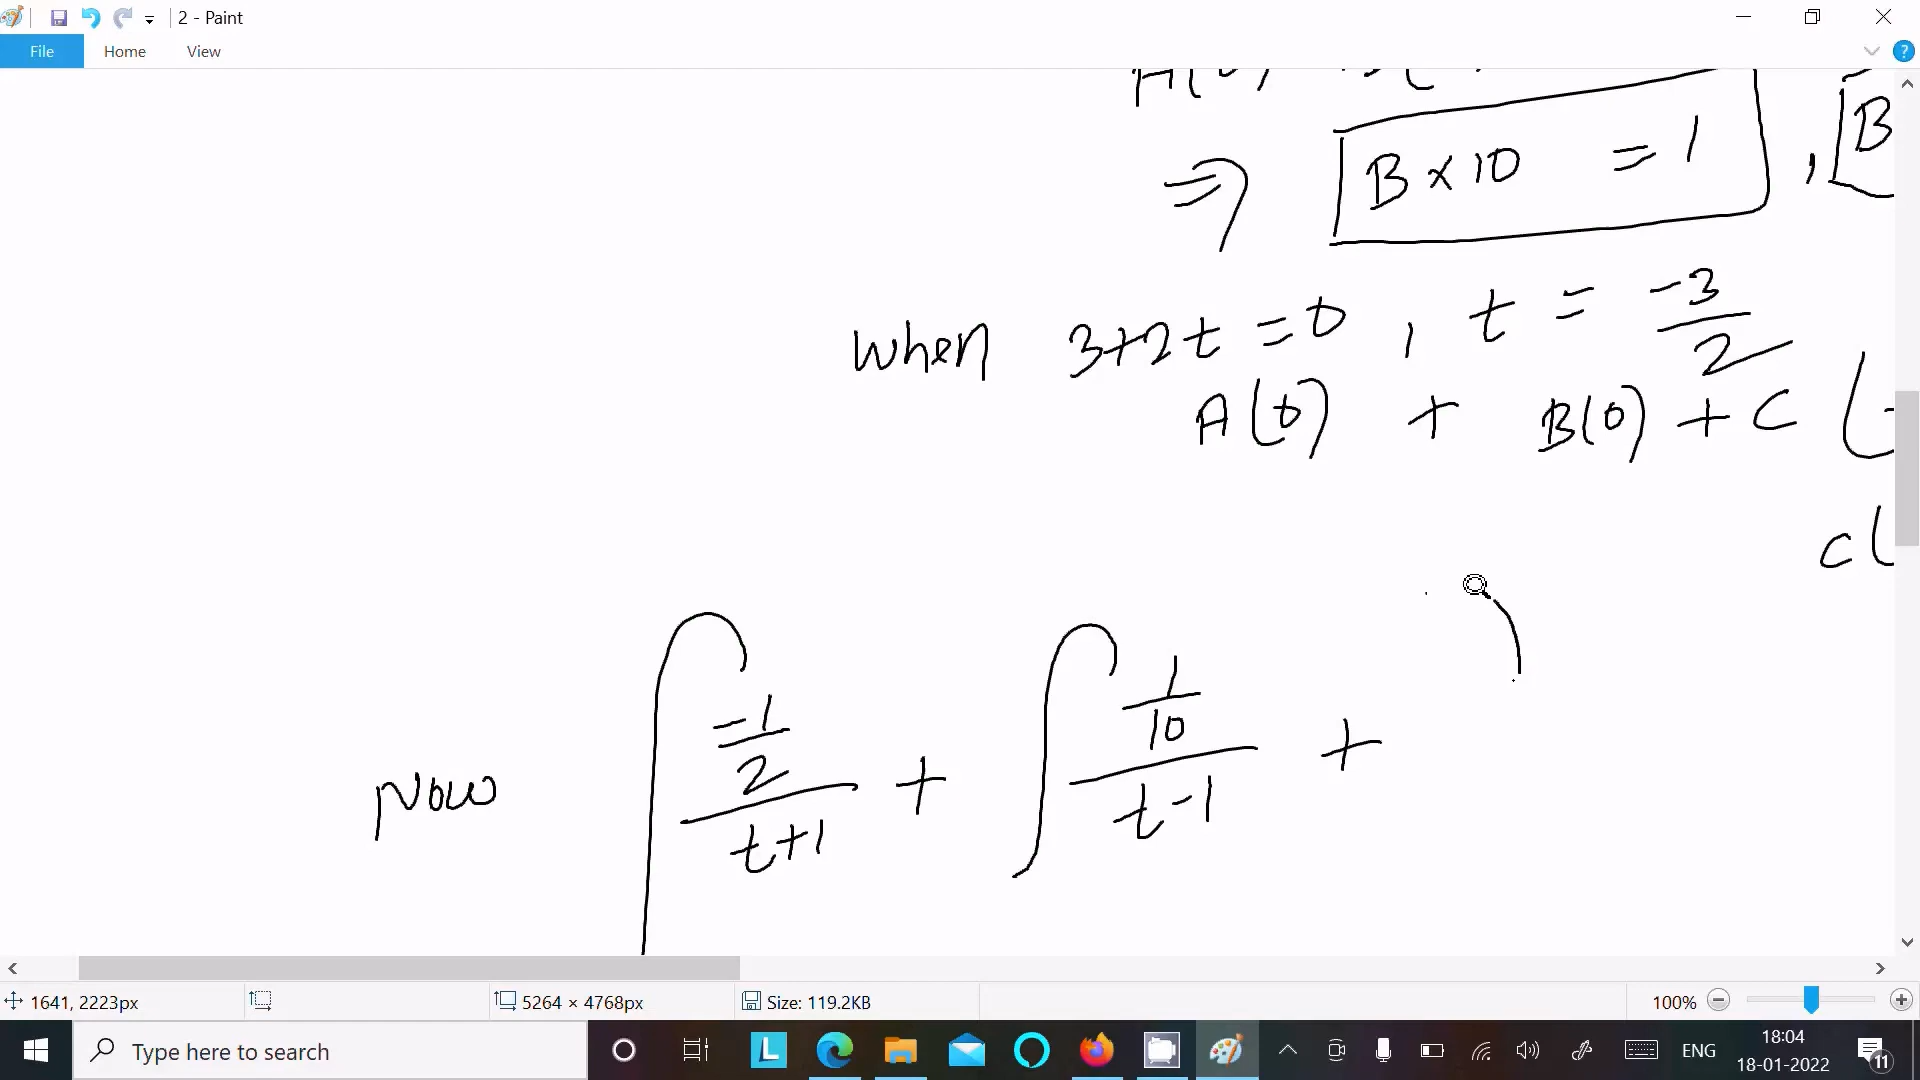 2 - Paint
File Home View
⇒ B × 10 = 1 , B
when 3+2t = 0 , t = -3/2
A(0) + B(0) + C (
C(
Now ∫ (-1/2)/(t+1) + ∫ (1/10)/(t-1) +
1641, 2223px 5264 × 4768px Size: 119.2KB 100%
Type here to search ENG 18:04
18-01-2022 11